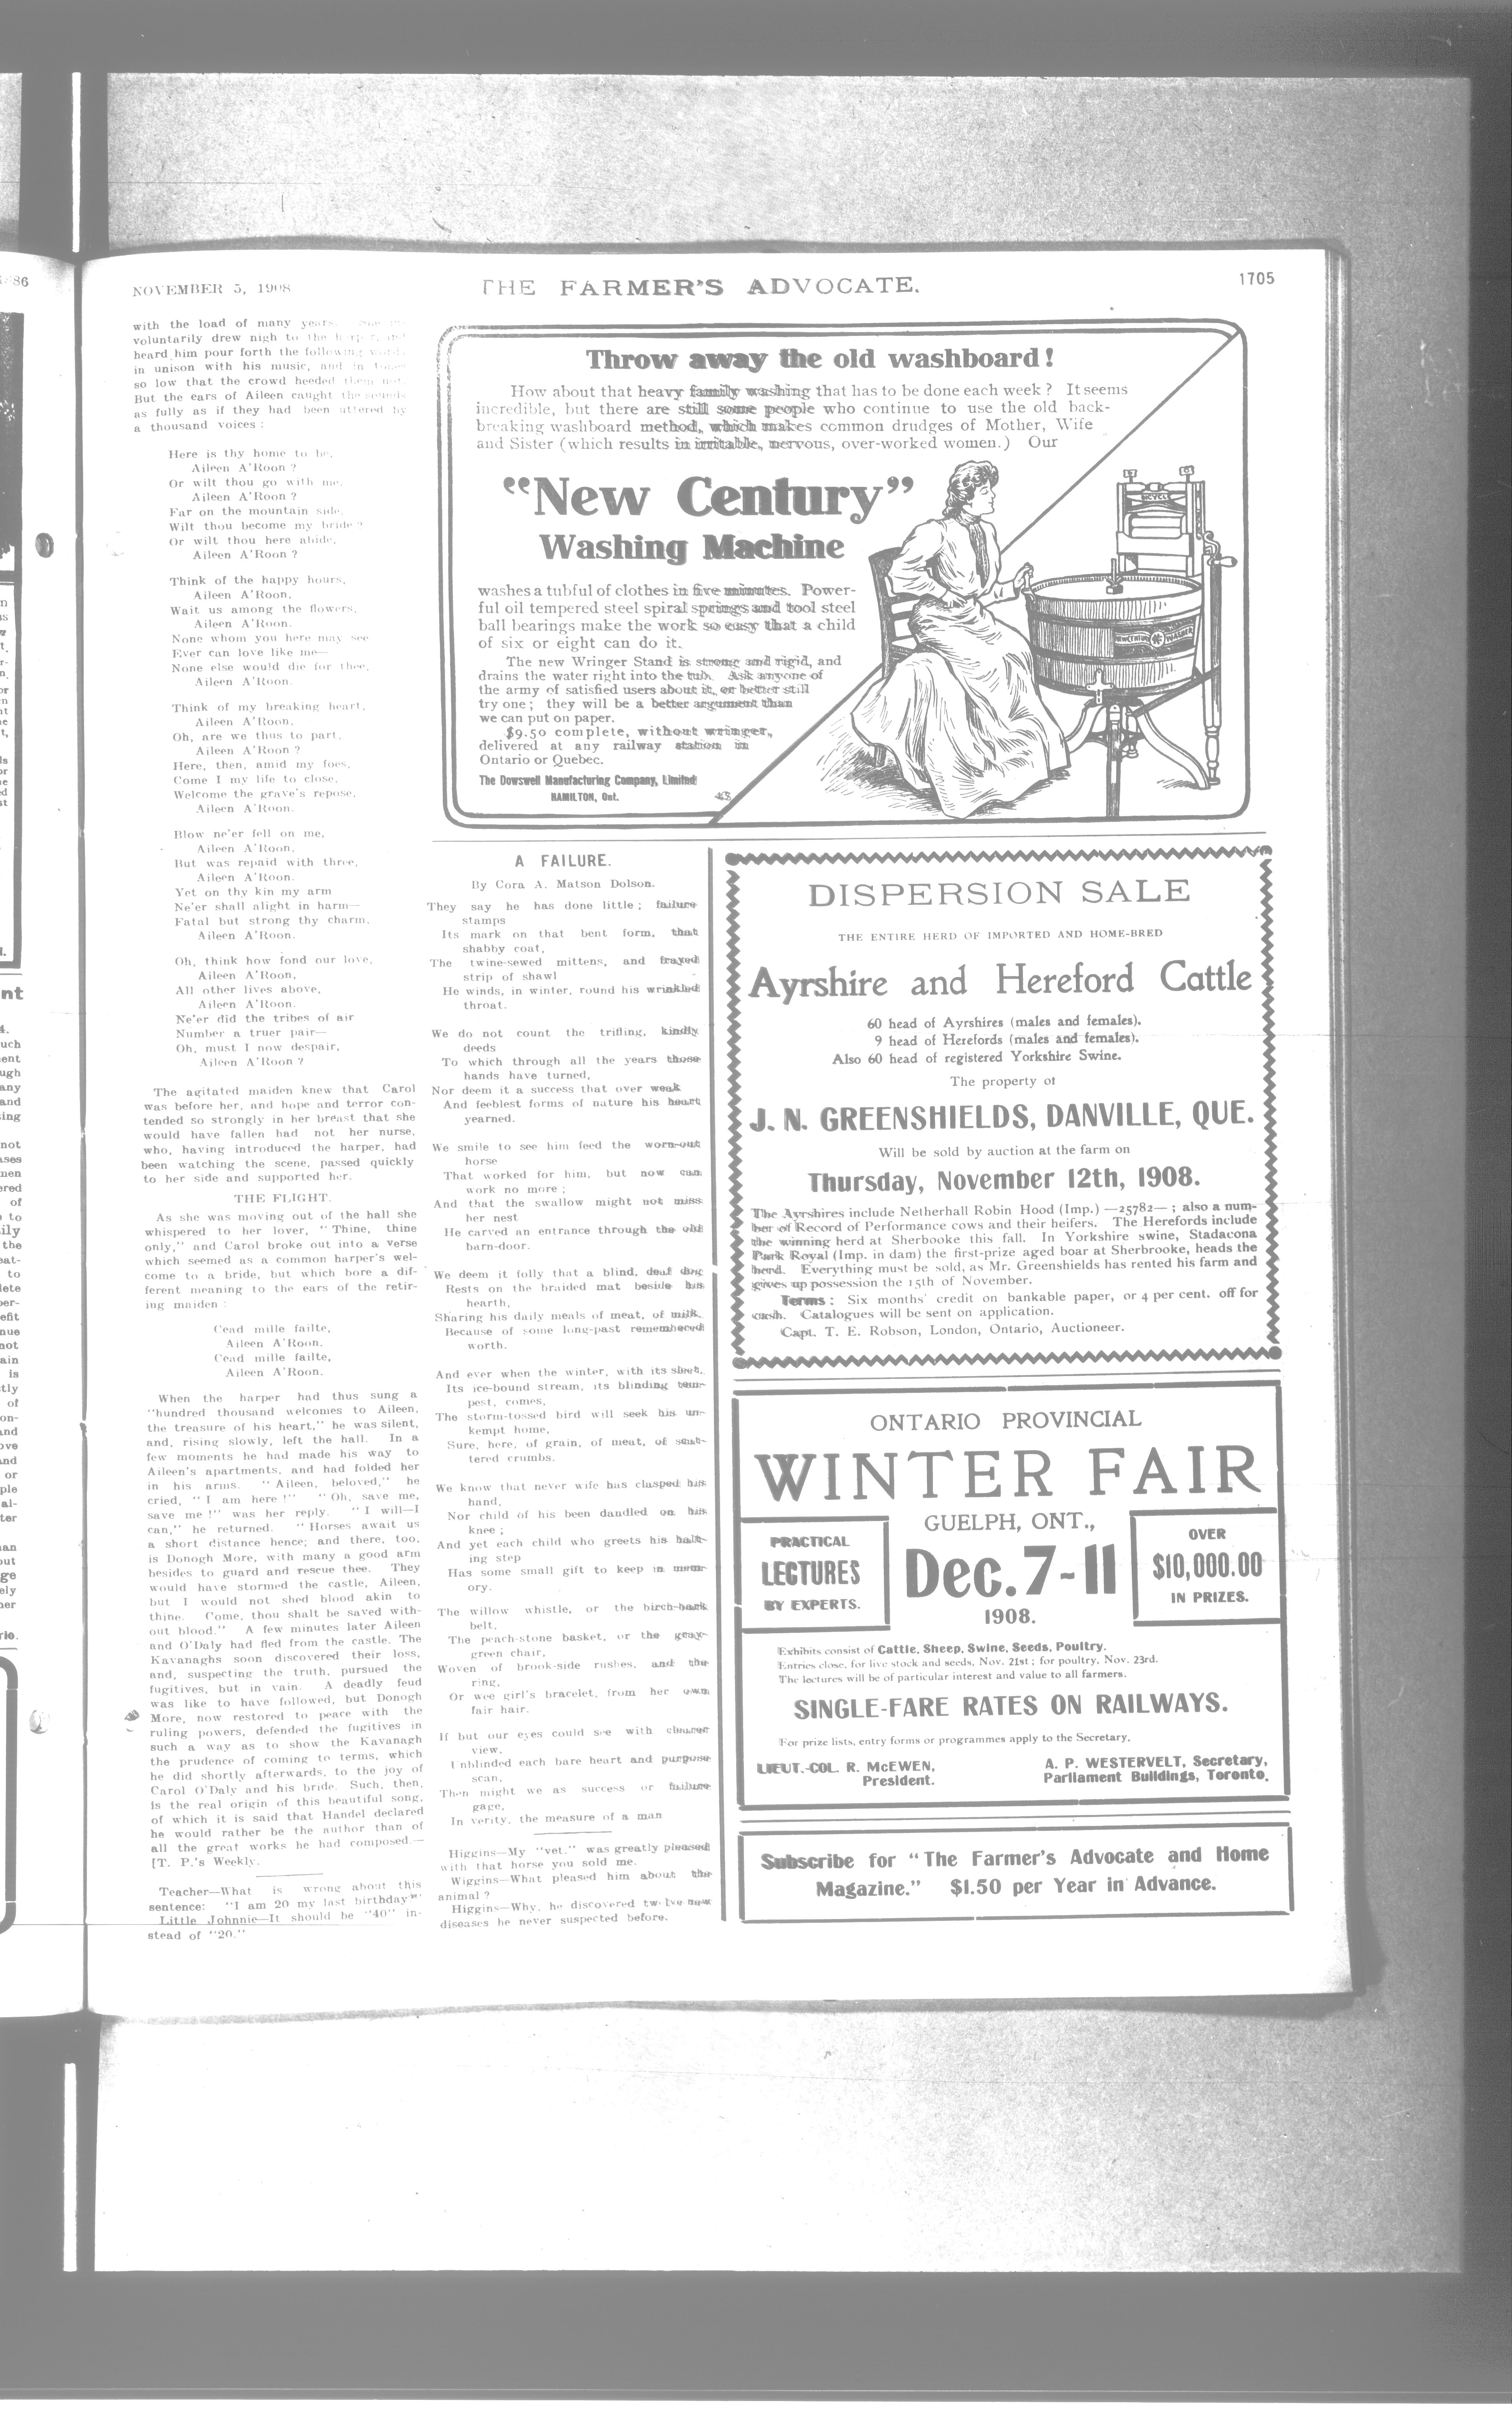 NOVEMBER 5, 1908
THE FARMER'S ADVOCATE.
1705
with the load of many years.
voluntarily drew nigh to the harper, and
heard him pour forth the following words
in unison with his music, and in tones
so low that the crowd heeded them not.
But the ears of Aileen caught the sounds
as fully as if they had been uttered by
a thousand voices :
Here is thy home to be,
Aileen A'Roon ?
Or wilt thou go with me,
Aileen A'Roon ?
Far on the mountain side,
Wilt thou become my bride ?
Or wilt thou here abide,
Aileen A'Roon ?
Think of the happy hours,
Aileen A'Roon,
Wait us among the flowers,
Aileen A'Roon.
None whom you here may see
Ever can love like me—
None else would die for thee,
Aileen A'Roon.
Think of my breaking heart,
Aileen A'Roon,
Oh, are we thus to part,
Aileen A'Roon ?
Here, then, amid my foes,
Come I my life to close,
Welcome the grave's repose,
Aileen A'Roon.
Blow ne'er fell on me,
Aileen A'Roon,
But was repaid with three,
Aileen A'Roon.
Yet on thy kin my arm
Ne'er shall alight in harm—
Fatal but strong thy charm,
Aileen A'Roon.
Oh, think how fond our love,
Aileen A'Roon,
All other lives above,
Aileen A'Roon.
Ne'er did the tribes of air
Number a truer pair—
Oh, must I now despair,
Aileen A'Roon ?
The agitated maiden knew that Carol
was before her, and hope and terror con-
tended so strongly in her breast that she
would have fallen had not her nurse,
who, having introduced the harper, had
been watching the scene, passed quickly
to her side and supported her.
THE FLIGHT.
As she was moving out of the hall she
whispered to her lover, "Thine, thine
only," and Carol broke out into a verse
which seemed as a common harper's wel-
come to a bride, but which bore a dif-
ferent meaning to the ears of the retir-
ing maiden :
Cead mille failte,
Aileen A'Roon,
Cead mille failte,
Aileen A'Roon.
When the harper had thus sung a
"hundred thousand welcomes to Aileen,
the treasure of his heart," he was silent,
and, rising slowly, left the hall. In a
few moments he had made his way to
Aileen's apartments, and had folded her
in his arms. "Aileen, beloved," he
cried, "I am here !" "Oh, save me,
save me !" was her reply. "I will—I
can," he returned. "Horses await us
a short distance hence; and there, too,
is Donogh More, with many a good arm
besides to guard and rescue thee. They
would have stormed the castle, Aileen,
but I would not shed blood akin to
thine. Come, thou shalt be saved with-
out blood." A few minutes later Aileen
and O'Daly had fled from the castle. The
Kavanaghs soon discovered their loss,
and, suspecting the truth, pursued the
fugitives, but in vain. A deadly feud
was like to have followed, but Donogh
More, now restored to peace with the
ruling powers, defended the fugitives in
such a way as to show the Kavanagh
the prudence of coming to terms, which
he did shortly afterwards, to the joy of
Carol O'Daly and his bride. Such, then,
is the real origin of this beautiful song,
of which it is said that Handel declared
he would rather be the author than of
all the great works he had composed.—
[T. P.'s Weekly.
Teacher—What is wrong about this
sentence: "I am 20 my last birthday"
Little Johnnie—It should be "40" in-
stead of "20."
Throw away the old washboard !
How about that heavy family washing that has to be done each week ? It seems
incredible, but there are still some people who continue to use the old back-
breaking washboard method, which makes common drudges of Mother, Wife
and Sister (which results in irritable, nervous, over-worked women.) Our
"New Century"
Washing Machine
washes a tubful of clothes in five minutes. Power-
ful oil tempered steel spiral springs and tool steel
ball bearings make the work so easy that a child
of six or eight can do it.
The new Wringer Stand is strong and rigid, and
drains the water right into the tub. Ask anyone of
the army of satisfied users about it, or better still
try one ; they will be a better argument than
we can put on paper.
$9.50 complete, without wringer,
delivered at any railway station in
Ontario or Quebec.
The Dowswell Manufacturing Company, Limited
HAMILTON, Ont.
43
BICYCLE
NEW CENTURY WASHER
A FAILURE.
By Cora A. Matson Dolson.
They say he has done little ; failure
stamps
Its mark on that bent form, that
shabby coat,
The twine-sewed mittens, and frayed
strip of shawl
He winds, in winter, round his wrinkled
throat.
We do not count the trifling, kindly
deeds
To which through all the years those
hands have turned,
Nor deem it a success that over weak
And feeblest forms of nature his heart
yearned.
We smile to see him feed the worn-out
horse
That worked for him, but now can
work no more ;
And that the swallow might not miss
her nest
He carved an entrance through the old
barn-door.
We deem it folly that a blind, deaf dog
Rests on the braided mat beside his
hearth,
Sharing his daily meals of meat, of milk,
Because of some long-past remembered
worth.
And ever when the winter, with its sleet,
Its ice-bound stream, its blinding tem-
pest, comes,
The storm-tossed bird will seek his un-
kempt home,
Sure, here, of grain, of meat, of scat-
tered crumbs.
We know that never wife has clasped his
hand,
Nor child of his been dandled on his
knee ;
And yet each child who greets his halt-
ing step
Has some small gift to keep in mem-
ory.
The willow whistle, or the birch-bark
belt,
The peach-stone basket, or the gray-
green chair,
Woven of brook-side rushes, and the
ring,
Or wee girl's bracelet, from her own
fair hair.
If but our eyes could see with clearer
view,
Unblinded each bare heart and purpose
scan,
Then might we as success or failure
gage,
In verity, the measure of a man
Higgins—My "vet." was greatly pleased
with that horse you sold me.
Wiggins—What pleased him about the
animal ?
Higgins—Why, he discovered twelve new
diseases he never suspected before.
DISPERSION SALE
THE ENTIRE HERD OF IMPORTED AND HOME-BRED
Ayrshire and Hereford Cattle
60 head of Ayrshires (males and females).
9 head of Herefords (males and females).
Also 60 head of registered Yorkshire Swine.
The property of
J. N. GREENSHIELDS, DANVILLE, QUE.
Will be sold by auction at the farm on
Thursday, November 12th, 1908.
The Ayrshires include Netherhall Robin Hood (Imp.) —25782— ; also a num-
ber of Record of Performance cows and their heifers. The Herefords include
the winning herd at Sherbooke this fall. In Yorkshire swine, Stadacona
Park Royal (Imp. in dam) the first-prize aged boar at Sherbrooke, heads the
herd. Everything must be sold, as Mr. Greenshields has rented his farm and
gives up possession the 15th of November.
Terms : Six months' credit on bankable paper, or 4 per cent. off for
cash. Catalogues will be sent on application.
Capt. T. E. Robson, London, Ontario, Auctioneer.
ONTARIO PROVINCIAL
WINTER FAIR
GUELPH, ONT.,
PRACTICAL
LECTURES
BY EXPERTS.
Dec. 7-11
1908.
OVER
$10,000.00
IN PRIZES.
Exhibits consist of Cattle, Sheep, Swine, Seeds, Poultry.
Entries close, for live stock and seeds, Nov. 21st ; for poultry, Nov. 23rd.
The lectures will be of particular interest and value to all farmers.
SINGLE-FARE RATES ON RAILWAYS.
For prize lists, entry forms or programmes apply to the Secretary,
LIEUT.-COL. R. McEWEN,
President.
A. P. WESTERVELT, Secretary,
Parliament Buildings, Toronto.
Subscribe for "The Farmer's Advocate and Home
Magazine." $1.50 per Year in Advance.